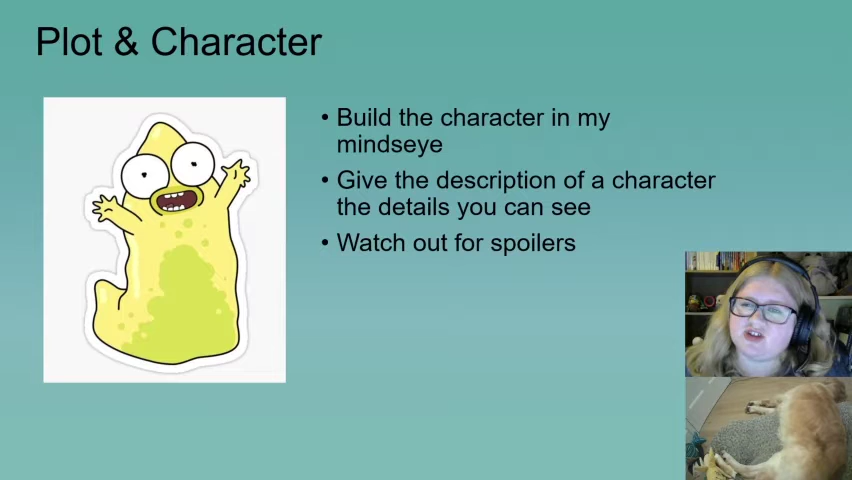 Plot & Character
• Build the character in my
mindseye
• Give the description of a character
the details you can see
• Watch out for spoilers